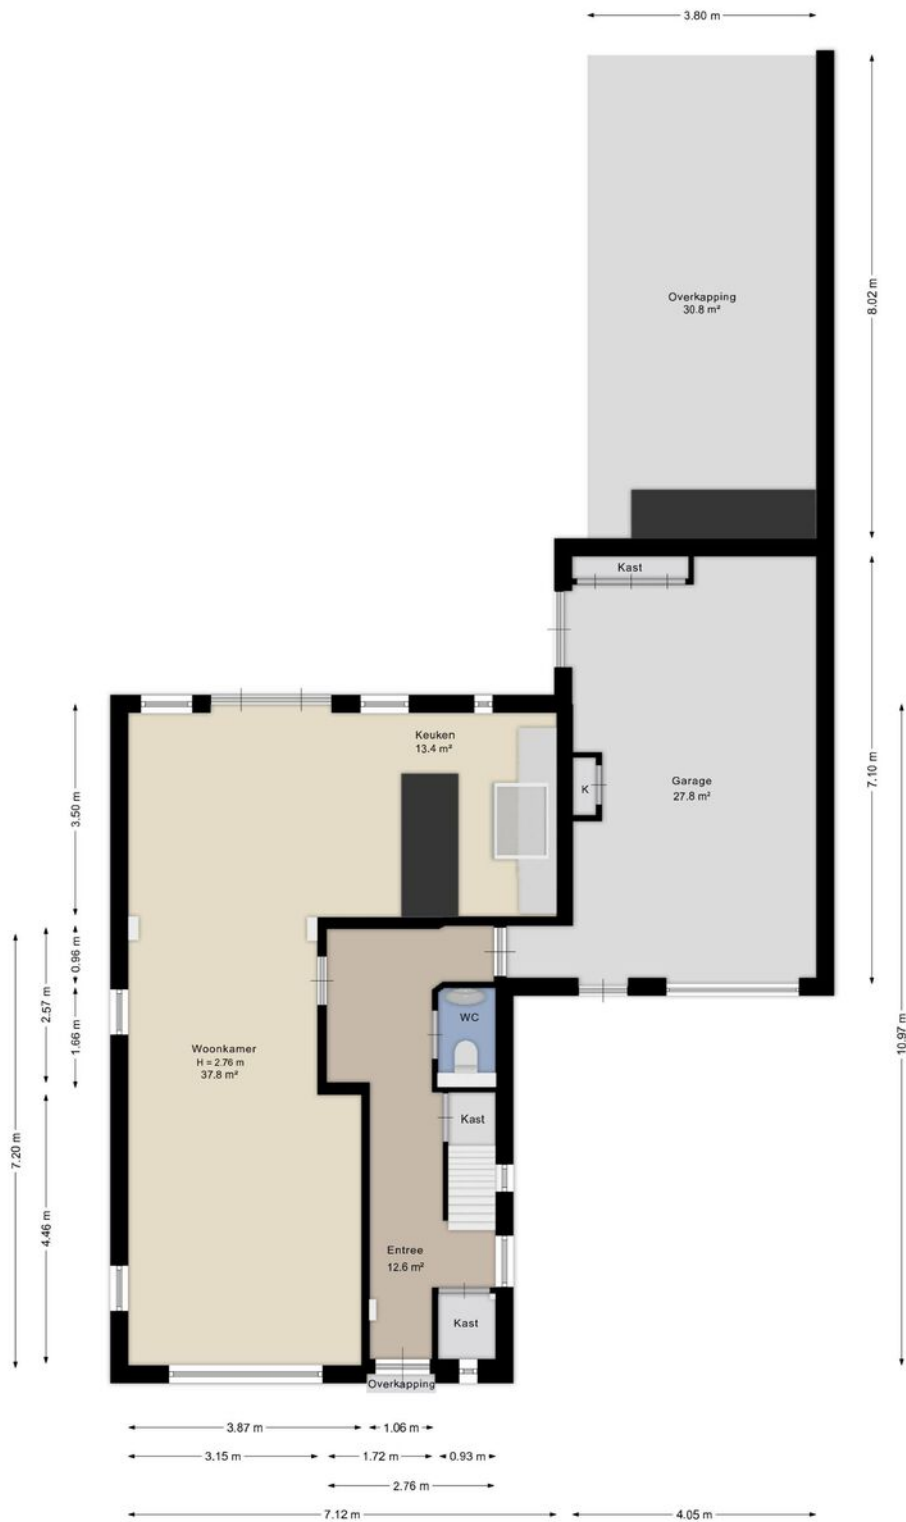 3.80 m
8.02 m
Overkapping
30.8 m²
Kast
Keuken
13.4 m²
Garage
27.8 m²
K
7.10 m
3.50 m
0.96 m
2.57 m
1.66 m
WC
Woonkamer
H = 2.76 m
37.8 m²
10.97 m
Kast
7.20 m
4.46 m
Entree
12.6 m²
Kast
Overkapping
3.87 m
1.06 m
3.15 m
1.72 m
0.93 m
2.76 m
7.12 m
4.05 m